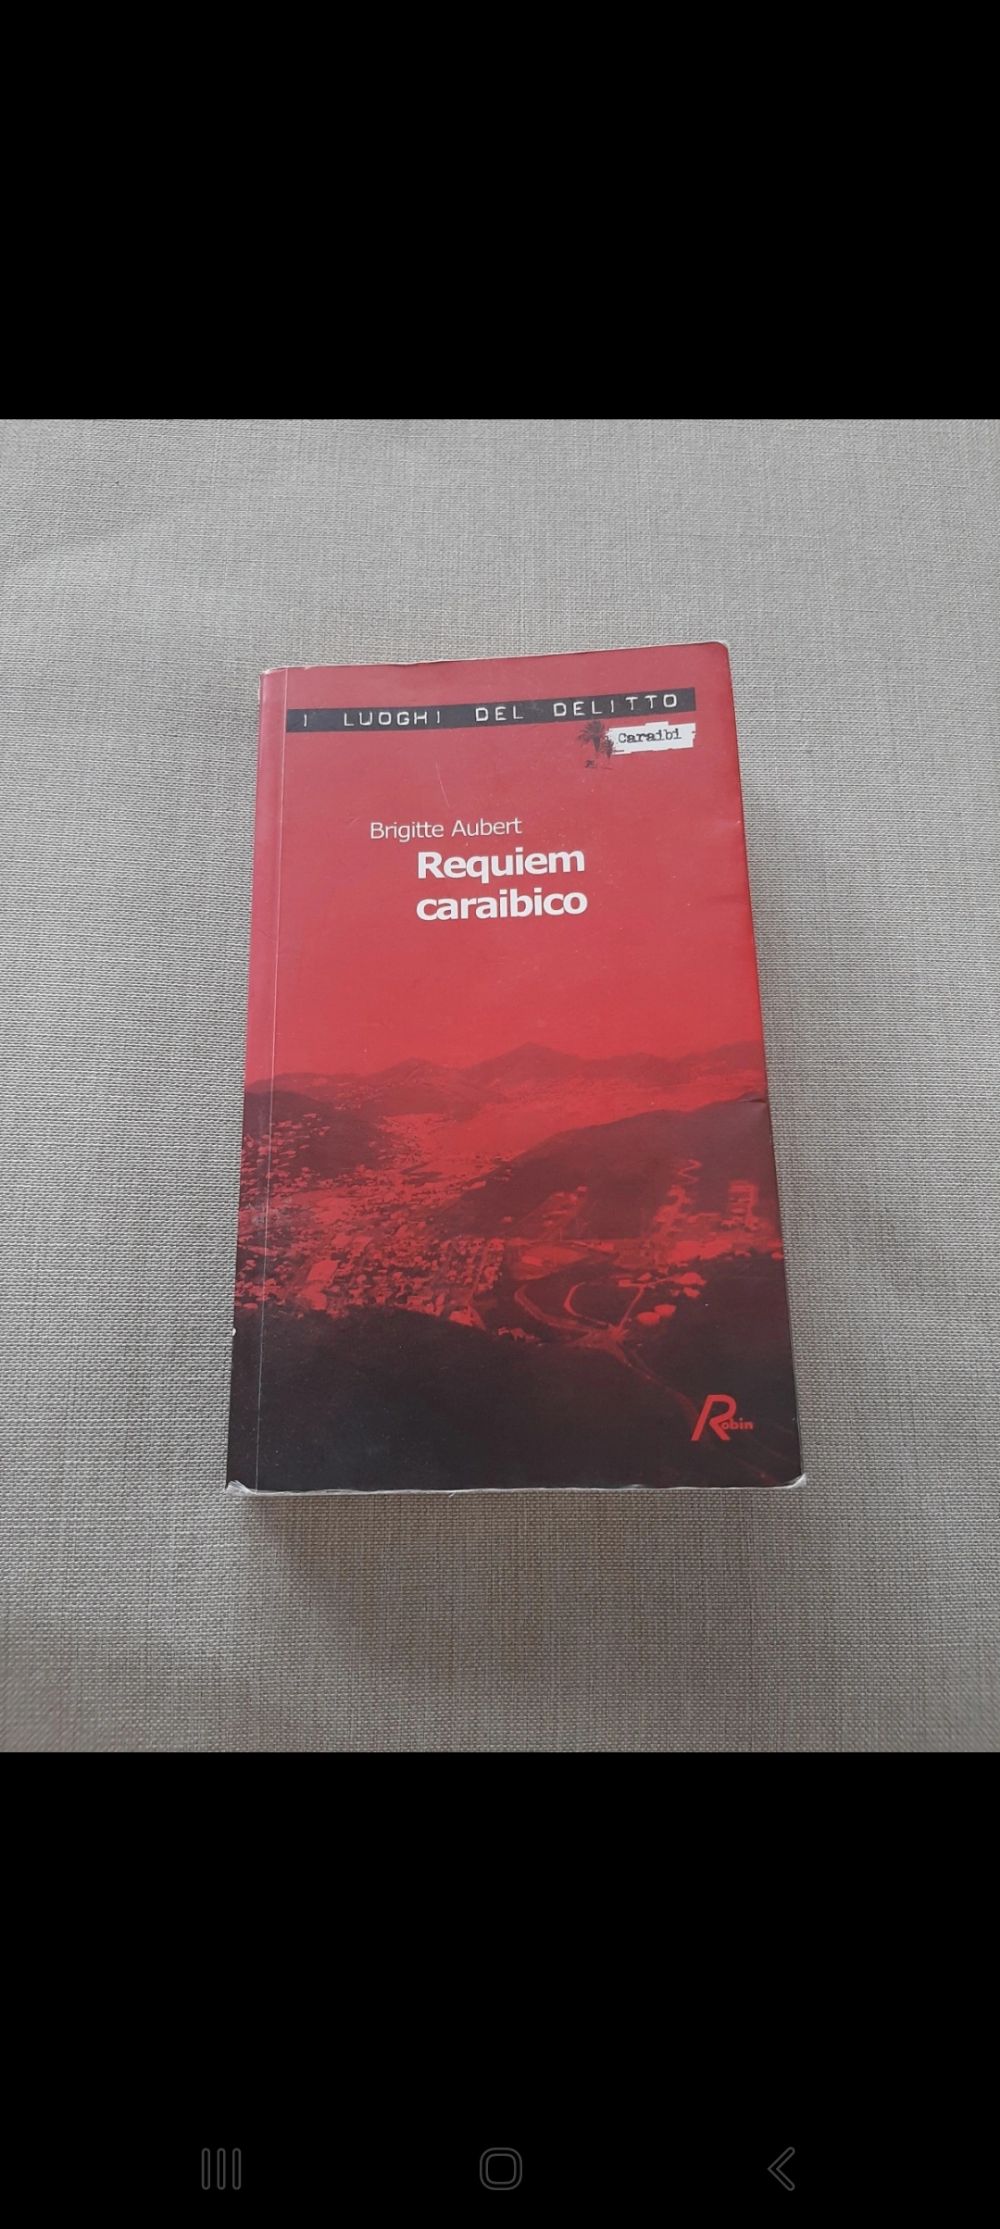 I LUOGHI DEL DELITTO
Caraibi
Brigitte Aubert
Requiem
caraibico
Robin